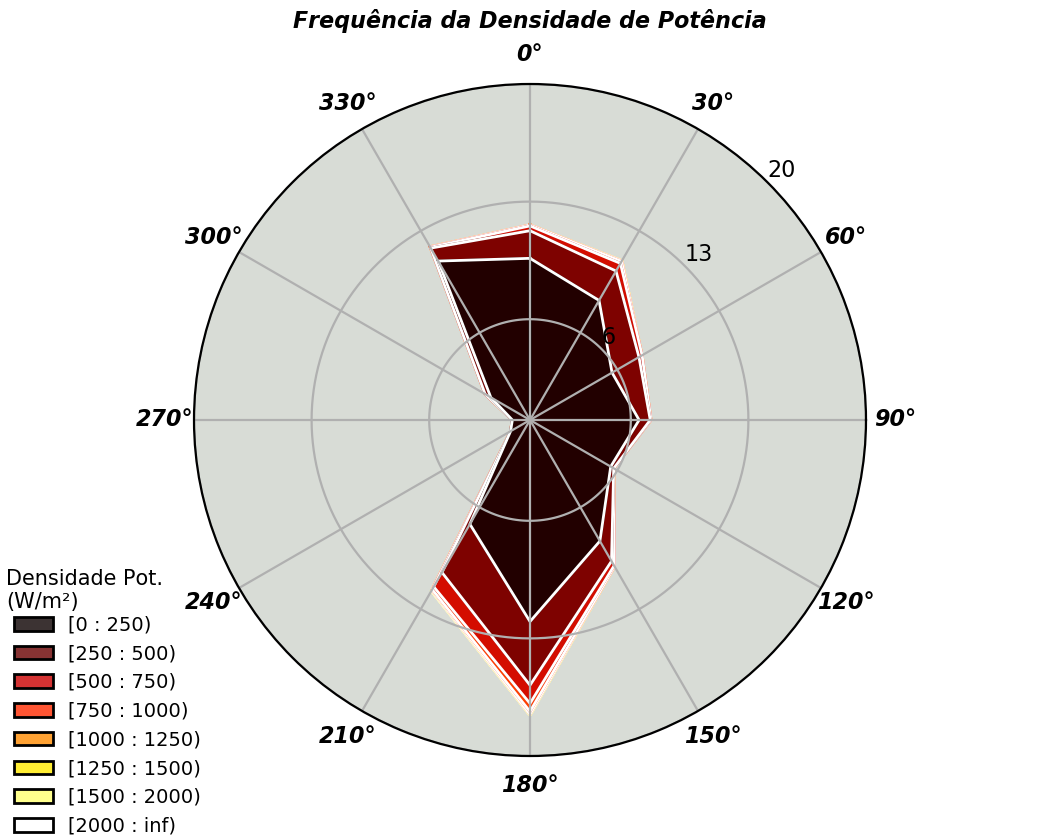 Frequência da Densidade de Potência
0°
330°
30°
20
300°
60°
13
6
270°
90°
Densidade Pot.
(W/m²)
240°
120°
[0 : 250)
[250 : 500)
[500 : 750)
[750 : 1000)
210°
150°
[1000 : 1250)
[1250 : 1500)
180°
[1500 : 2000)
[2000 : inf)